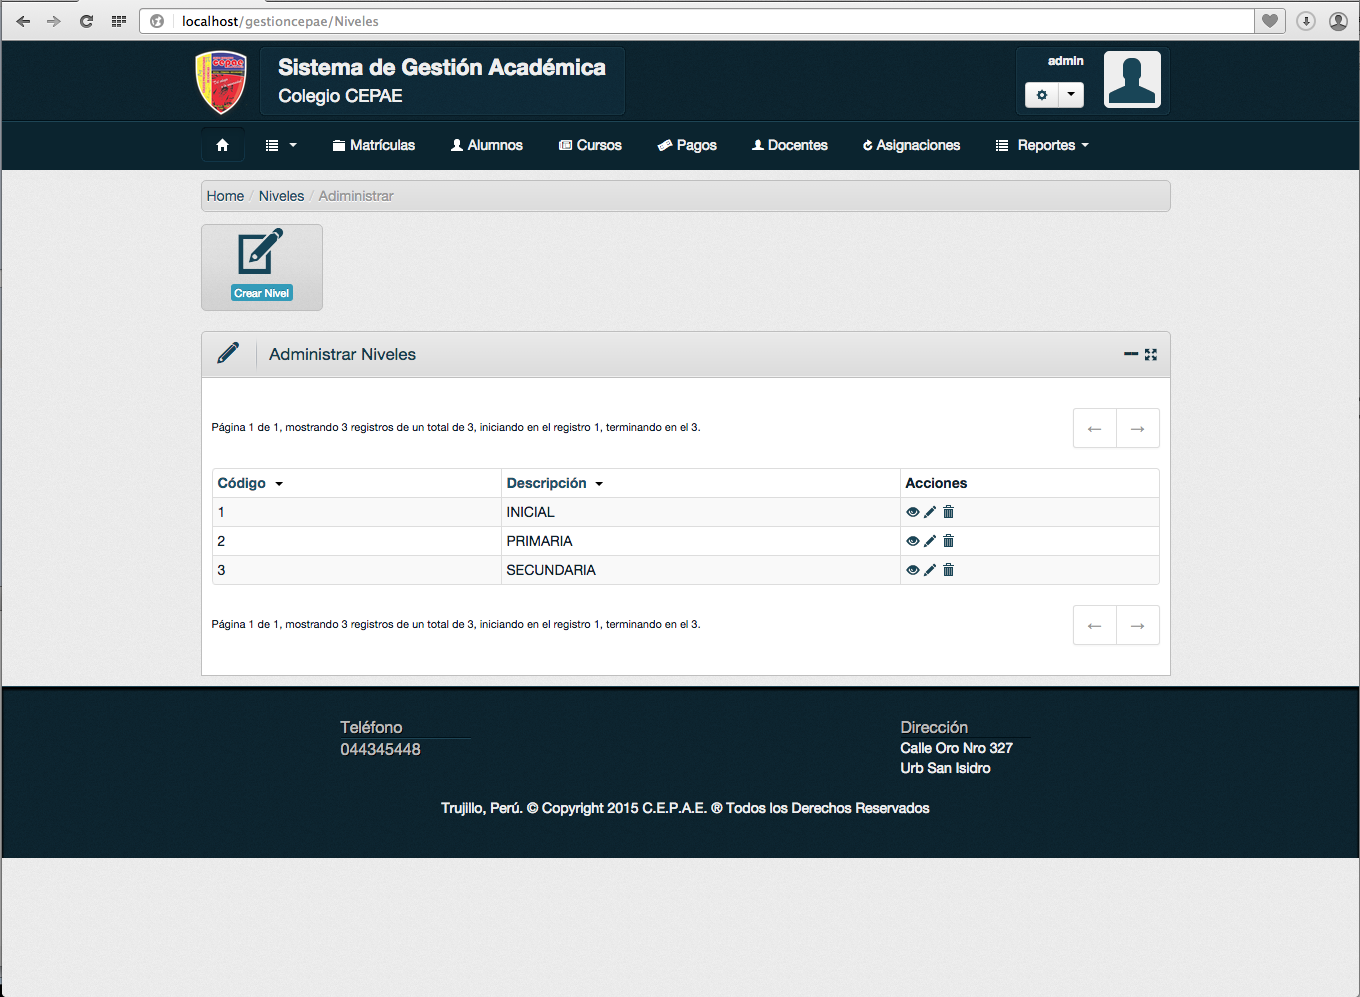 localhost/gestioncepae/Niveles
cepae
Sistema de Gestión Académica
Colegio CEPAE
admin
Matrículas Alumnos Cursos Pagos Docentes Asignaciones Reportes
Home / Niveles / Adiministrar
Crear Nivel
Administrar Niveles
Página 1 de 1, mostrando 3 registros de un total de 3, iniciando en el registro 1, terminando en el 3.
← →
Código Descripción Acciones
1 INICIAL
2 PRIMARIA
3 SECUNDARIA
Página 1 de 1, mostrando 3 registros de un total de 3, iniciando en el registro 1, terminando en el 3.
← →
Teléfono
044345448
Dirección
Calle Oro Nro 327
Urb San Isidro
Trujillo, Perú. © Copyright 2015 C.E.P.A.E. ® Todos los Derechos Reservados